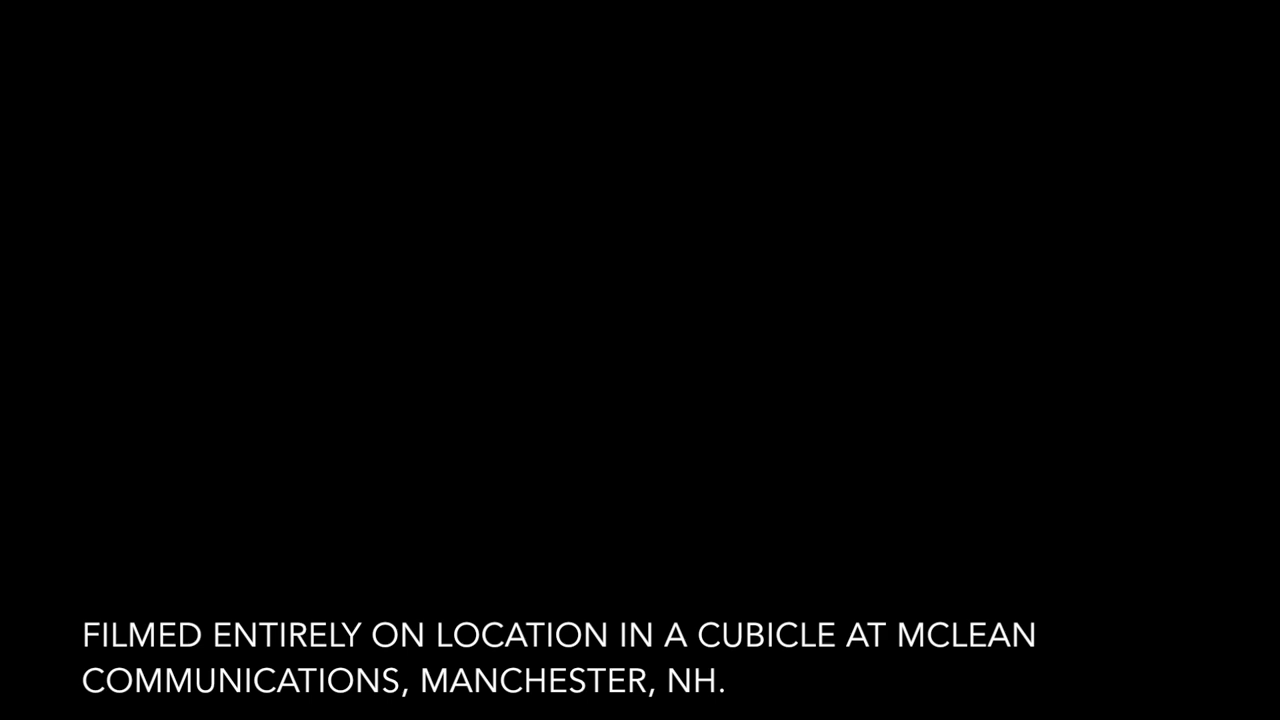 FILMED ENTIRELY ON LOCATION IN A CUBICLE AT MCLEAN
COMMUNICATIONS, MANCHESTER, NH.